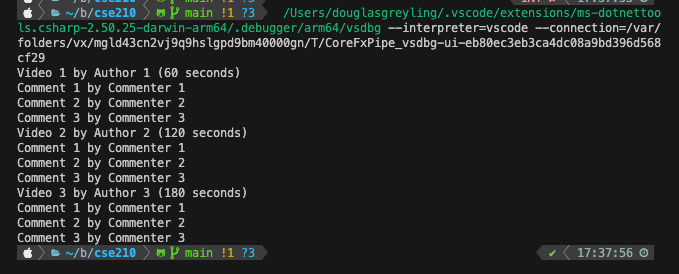 ~/b/cse210 main !1 ?3 /Users/douglasgreyling/.vscode/extensions/ms-dotnettoo
ls.csharp-2.50.25-darwin-arm64/.debugger/arm64/vsdbg --interpreter=vscode --connection=/var/
folders/vx/mgld43cn2vj9q9hslgpd9bm40000gn/T/CoreFxPipe_vsdbg-ui-eb80ec3eb3ca4dc08a9bd396d568
cf29
Video 1 by Author 1 (60 seconds)
Comment 1 by Commenter 1
Comment 2 by Commenter 2
Comment 3 by Commenter 3
Video 2 by Author 2 (120 seconds)
Comment 1 by Commenter 1
Comment 2 by Commenter 2
Comment 3 by Commenter 3
Video 3 by Author 3 (180 seconds)
Comment 1 by Commenter 1
Comment 2 by Commenter 2
Comment 3 by Commenter 3
~/b/cse210 main !1 ?3 ✔ 17:37:56